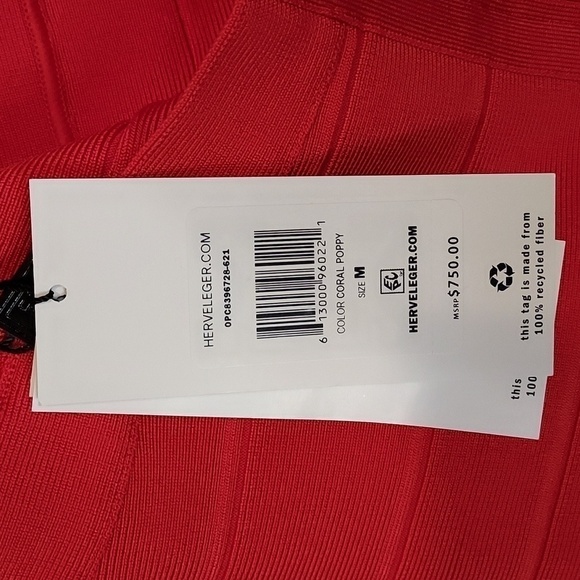 HERVELEGER.COM
0PC8396728-621
6 13000 96022 1
COLOR CORAL POPPY
SIZE M
HERVELEGER.COM
MSRP $750.00
this tag is made from
100% recycled fiber
this
100